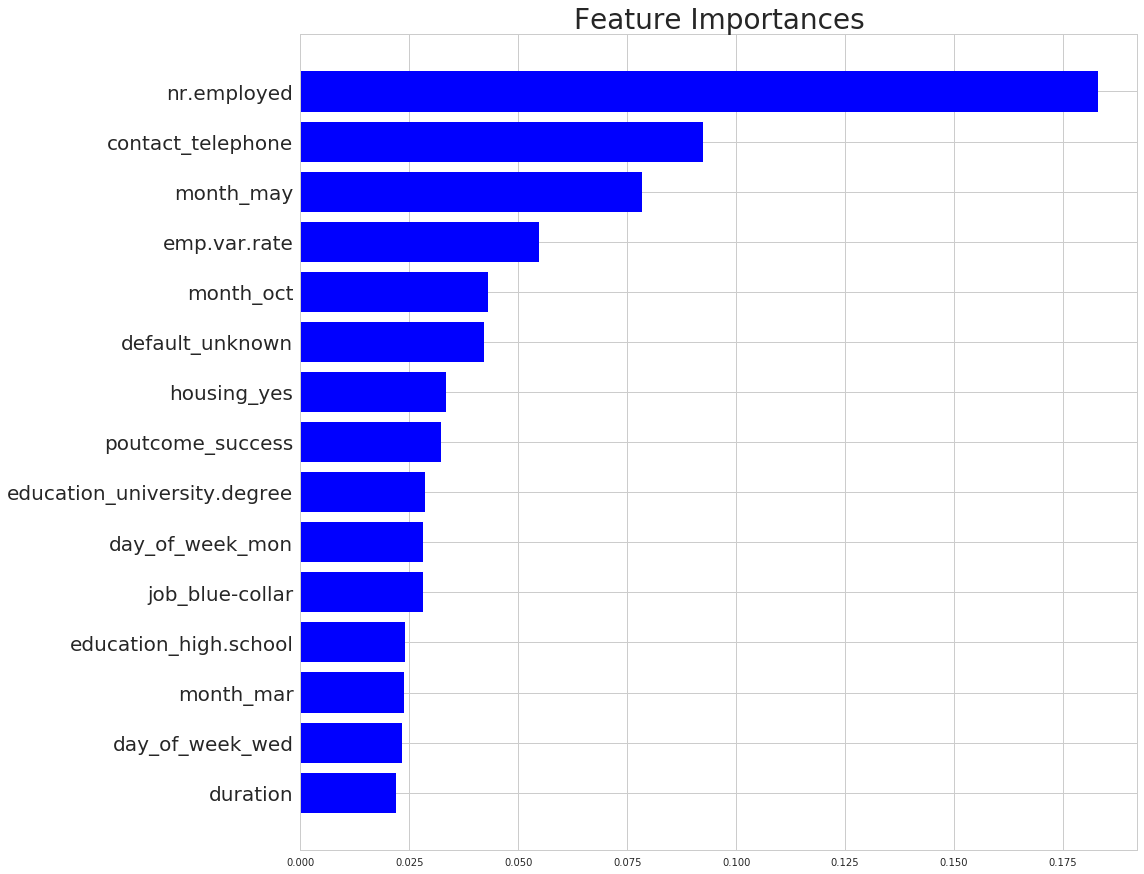 Feature Importances
nr.employed
contact_telephone
month_may
emp.var.rate
month_oct
default_unknown
housing_yes
poutcome_success
education_university.degree
day_of_week_mon
job_blue-collar
education_high.school
month_mar
day_of_week_wed
duration
0.000 0.025 0.050 0.075 0.100 0.125 0.150 0.175